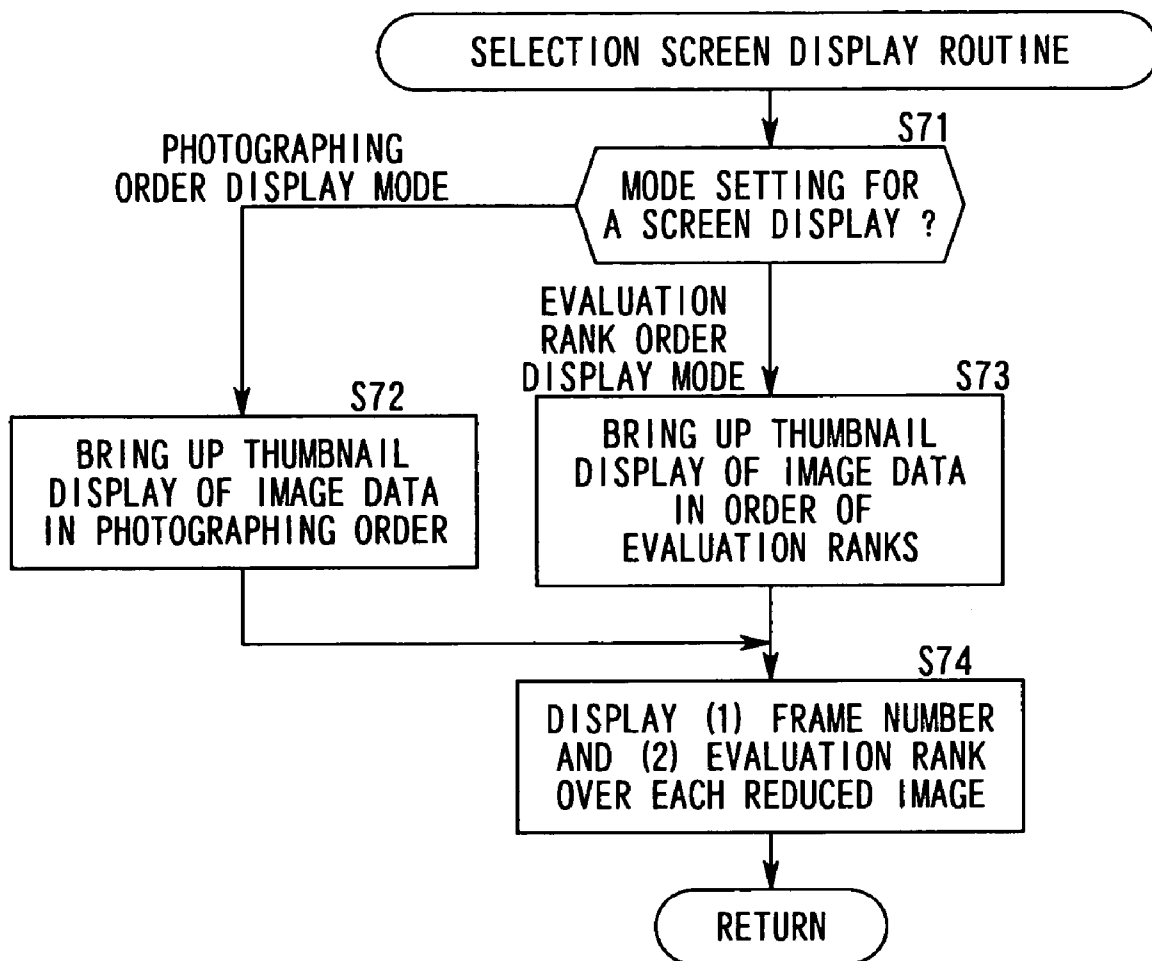 SELECTION SCREEN DISPLAY ROUTINE
S71
MODE SETTING FOR
A SCREEN DISPLAY ?
PHOTOGRAPHING
ORDER DISPLAY MODE
EVALUATION
RANK ORDER
DISPLAY MODE
S72
BRING UP THUMBNAIL
DISPLAY OF IMAGE DATA
IN PHOTOGRAPHING ORDER
S73
BRING UP THUMBNAIL
DISPLAY OF IMAGE DATA
IN ORDER OF
EVALUATION RANKS
S74
DISPLAY (1) FRAME NUMBER
AND (2) EVALUATION RANK
OVER EACH REDUCED IMAGE
RETURN